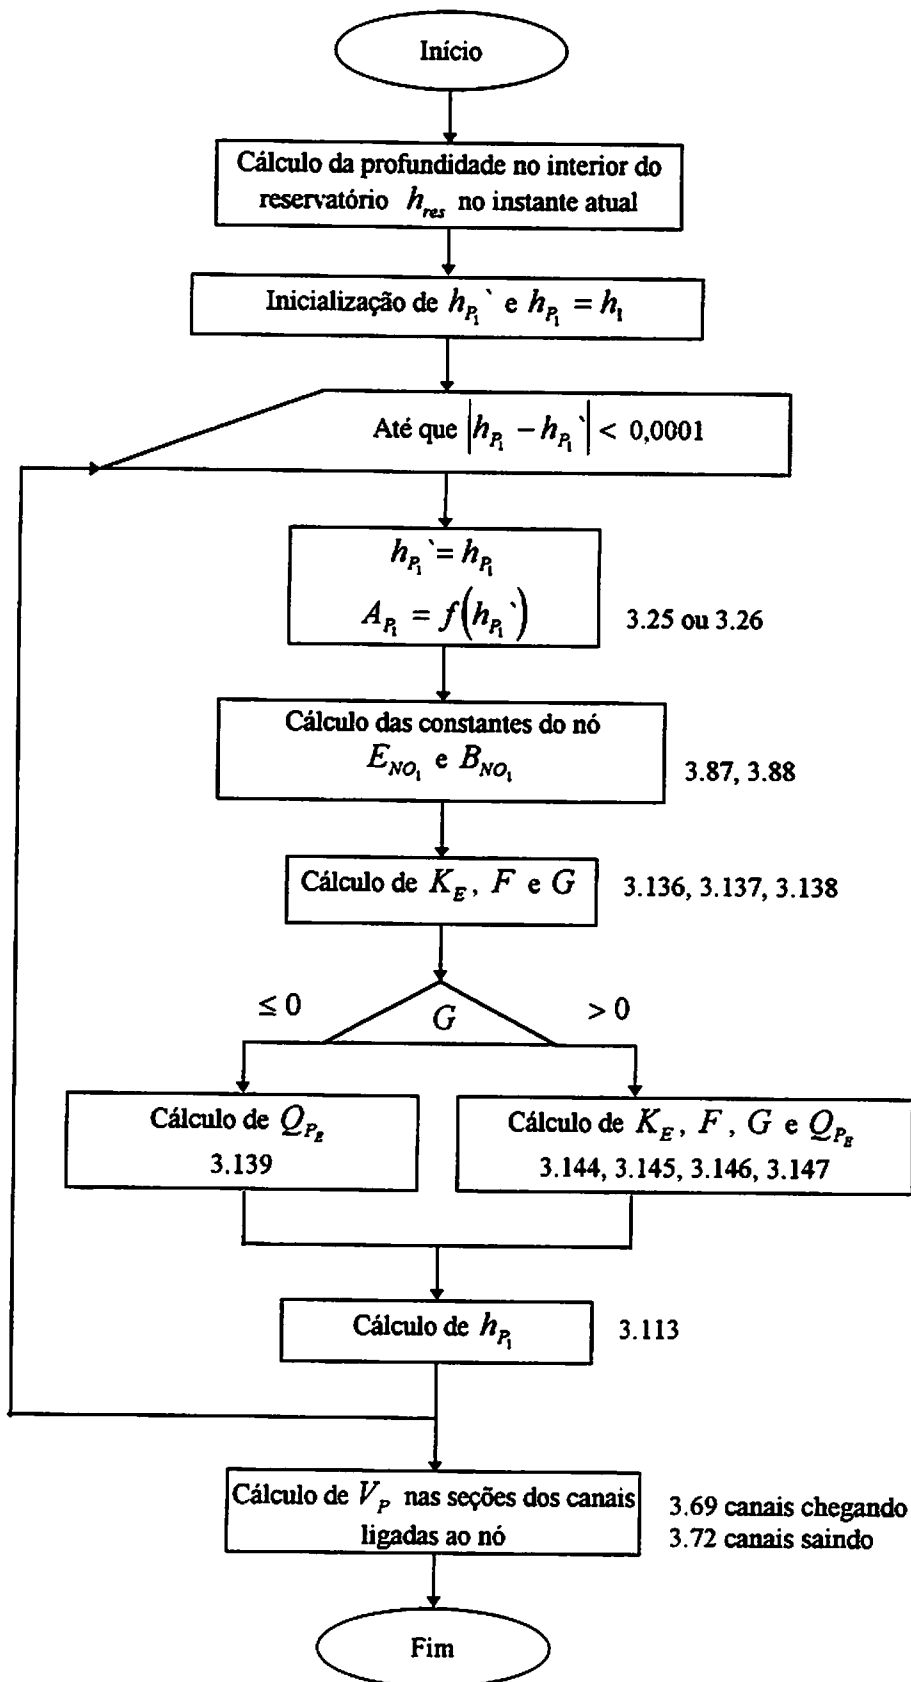 Início
Cálculo da profundidade no interior do
reservatório h_res no instante atual
Inicialização de h_P₁` e h_P₁ = h₁
Até que |h_P₁ − h_P₁`| < 0,0001
h_P₁` = h_P₁
A_P₁ = f(h_P₁`) 3.25 ou 3.26
Cálculo das constantes do nó
E_NO₁ e B_NO₁ 3.87, 3.88
Cálculo de K_E, F e G 3.136, 3.137, 3.138
≤ 0 G > 0
Cálculo de Q_P_E
3.139
Cálculo de K_E, F, G e Q_P_E
3.144, 3.145, 3.146, 3.147
Cálculo de h_P₁ 3.113
Cálculo de V_P nas seções dos canais
ligadas ao nó
3.69 canais chegando
3.72 canais saindo
Fim